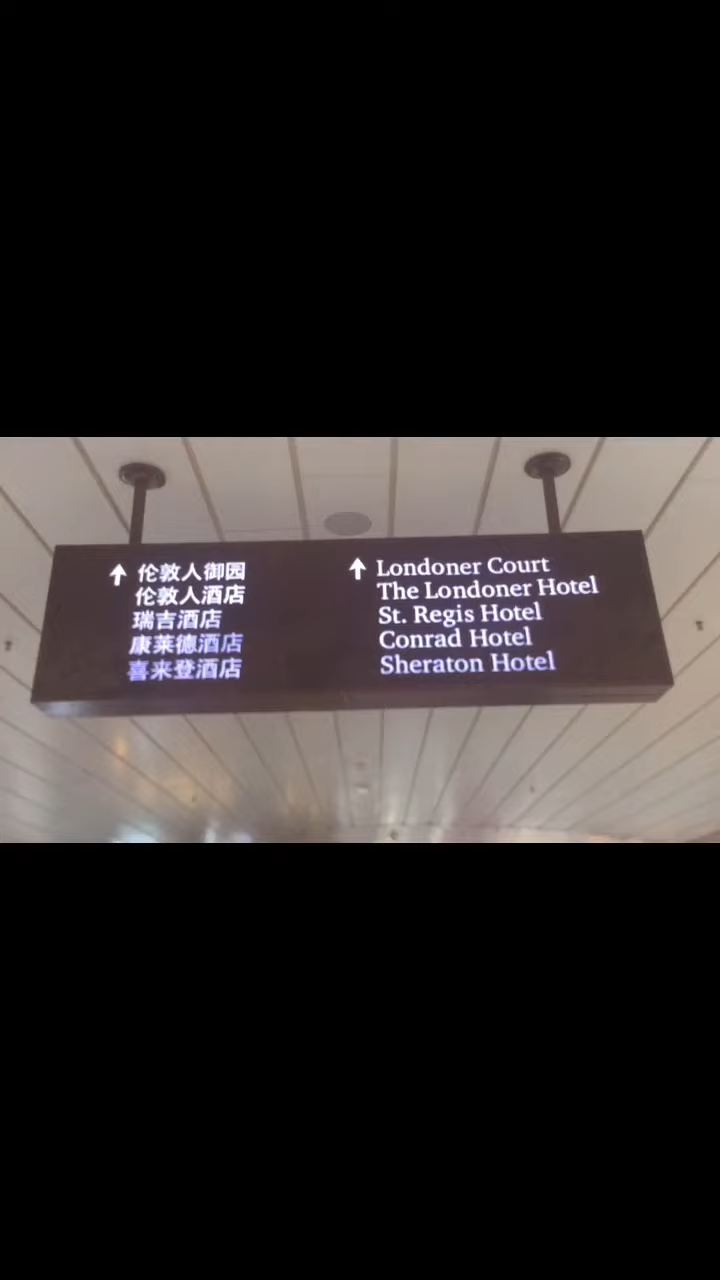 ↑ 伦敦人御园
伦敦人酒店
瑞吉酒店
康莱德酒店
喜来登酒店
↑ Londoner Court
The Londoner Hotel
St. Regis Hotel
Conrad Hotel
Sheraton Hotel